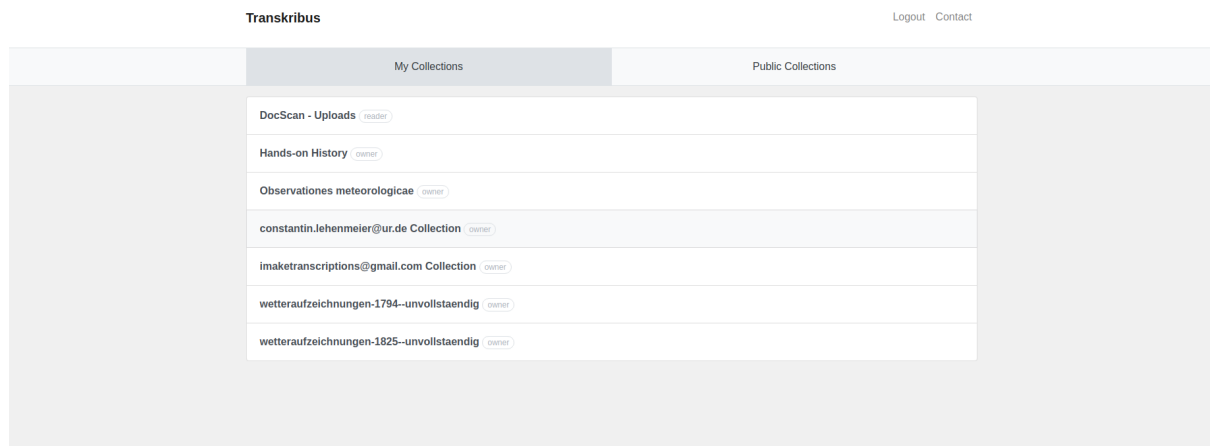 Transkribus Logout Contact
My Collections Public Collections
DocScan - Uploads reader
Hands-on History owner
Observationes meteorologicae owner
constantin.lehenmeier@ur.de Collection owner
imaketranscriptions@gmail.com Collection owner
wetteraufzeichnungen-1794--unvollstaendig owner
wetteraufzeichnungen-1825--unvollstaendig owner